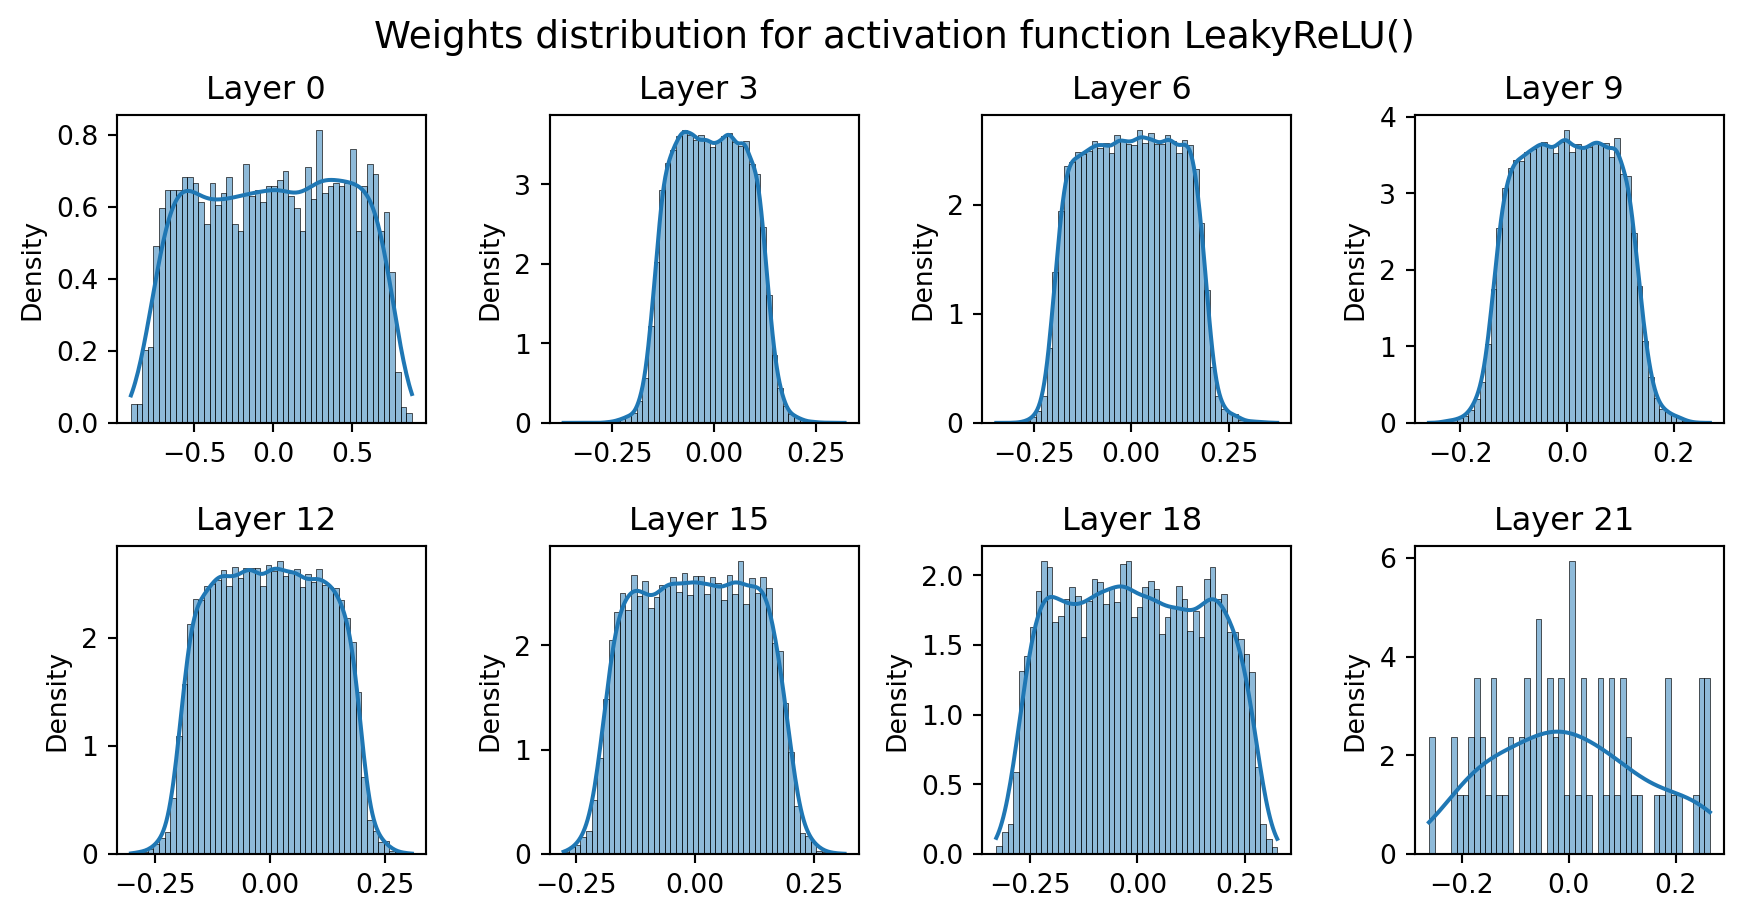 Weights distribution for activation function LeakyReLU()
Layer 0
Layer 3
Layer 6
Layer 9
0.8
0.6
0.4
0.2
0.0
Density
−0.5 0.0 0.5
3
2
1
0
Density
−0.25 0.00 0.25
2
1
0
Density
−0.25 0.00 0.25
4
3
2
1
0
Density
−0.2 0.0 0.2
Layer 12
Layer 15
Layer 18
Layer 21
2
1
0
Density
−0.25 0.00 0.25
2
1
0
Density
−0.25 0.00 0.25
2.0
1.5
1.0
0.5
0.0
Density
−0.25 0.00 0.25
6
4
2
0
Density
−0.2 0.0 0.2